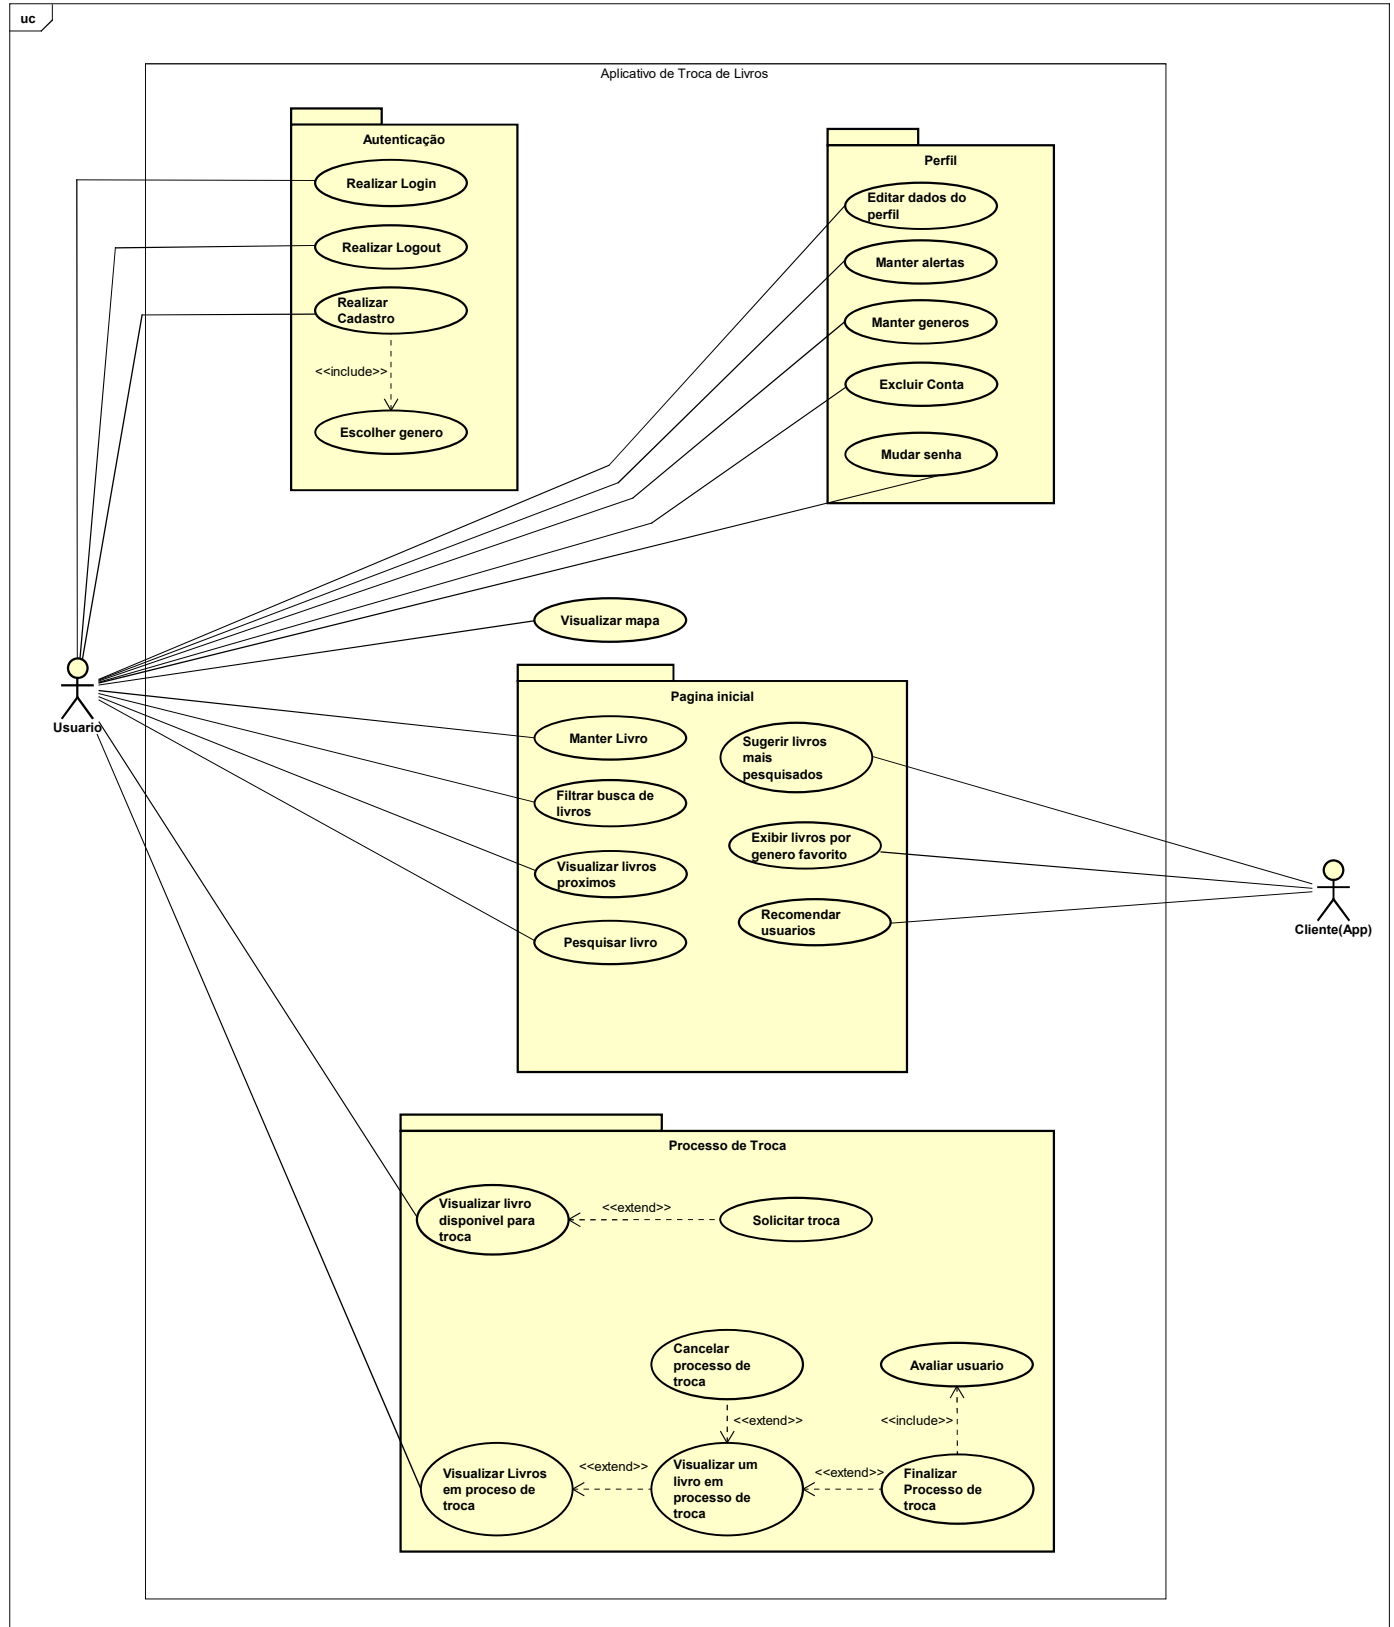 uc
Aplicativo de Troca de Livros
Autenticação
Realizar Login
Realizar Logout
Realizar
Cadastro
<<include>>
Escolher genero
Perfil
Editar dados do
perfil
Manter alertas
Manter generos
Excluir Conta
Mudar senha
Visualizar mapa
Usuario
Pagina inicial
Manter Livro
Filtrar busca de
livros
Visualizar livros
proximos
Pesquisar livro
Sugerir livros
mais
pesquisados
Exibir livros por
genero favorito
Recomendar
usuarios
Cliente(App)
Processo de Troca
Visualizar livro
disponivel para
troca
<<extend>>
Solicitar troca
Cancelar
processo de
troca
Avaliar usuario
<<extend>>
<<include>>
Visualizar Livros
em proceso de
troca
<<extend>>
Visualizar um
livro em
processo de
troca
<<extend>>
Finalizar
Processo de
troca